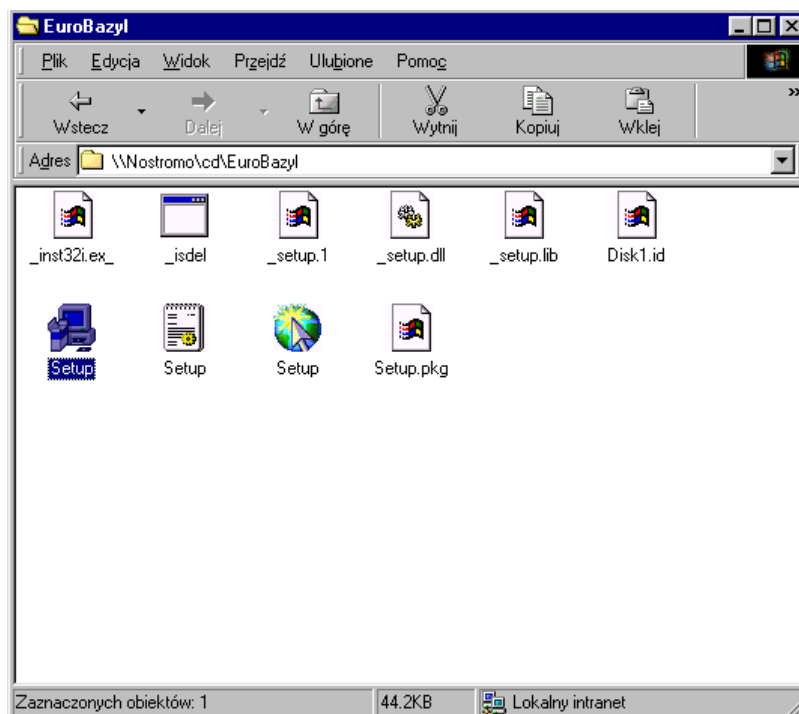 EuroBazyl
Plik Edycja Widok Przejdź Ulubione Pomoc
Wstecz Dalej W górę Wytnij Kopiuj Wklej »
Adres \\Nostromo\cd\EuroBazyl
_inst32i.ex_ _isdel _setup.1 _setup.dll _setup.lib Disk1.id
Setup Setup Setup Setup.pkg
Zaznaczonych obiektów: 1 44.2KB Lokalny intranet